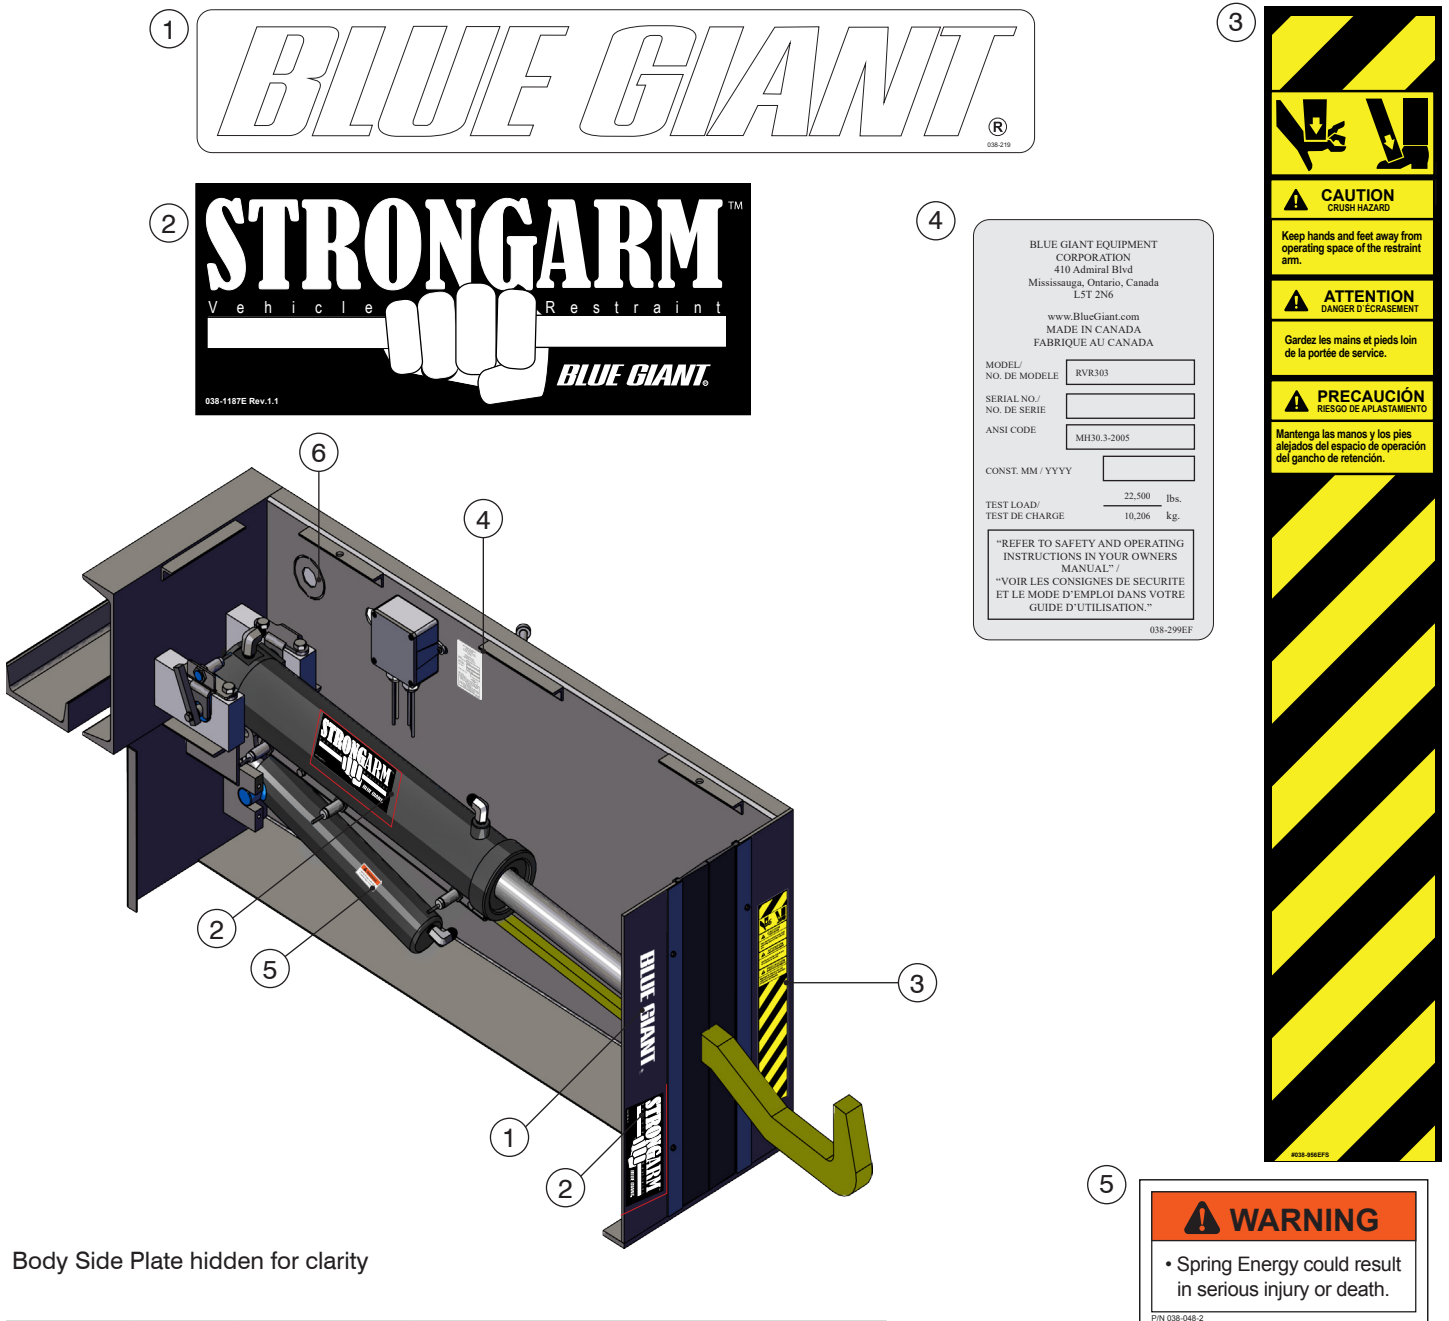 1
BLUE GIANT
®
038-219
2
STRONGARM™
Vehicle Restraint
BLUE GIANT®
038-1187E Rev.1.1
3
CAUTION
CRUSH HAZARD
Keep hands and feet away from
operating space of the restraint
arm.
ATTENTION
DANGER D'ÉCRASEMENT
Gardez les mains et pieds loin
de la portée de service.
PRECAUCIÓN
RIESGO DE APLASTAMIENTO
Mantenga las manos y los pies
alejados del espacio de operación
del gancho de retención.
#038-956EFS
4
BLUE GIANT EQUIPMENT
CORPORATION
410 Admiral Blvd
Mississauga, Ontario, Canada
L5T 2N6
www.BlueGiant.com
MADE IN CANADA
FABRIQUE AU CANADA
MODEL/
NO. DE MODELE RVR303
SERIAL NO./
NO. DE SERIE
ANSI CODE MH30.3-2005
CONST. MM / YYYY
TEST LOAD/ 22,500 lbs.
TEST DE CHARGE 10,206 kg.
“REFER TO SAFETY AND OPERATING
INSTRUCTIONS IN YOUR OWNERS
MANUAL” /
“VOIR LES CONSIGNES DE SECURITE
ET LE MODE D’EMPLOI DANS VOTRE
GUIDE D’UTILISATION.”
038-299EF
6
4
STRONGARM
BLUE GIANT
2
5
3
BLUE GIANT
STRONGARM
BLUE GIANT
1
2
Body Side Plate hidden for clarity
5
WARNING
• Spring Energy could result
in serious injury or death.
P/N 038-048-2